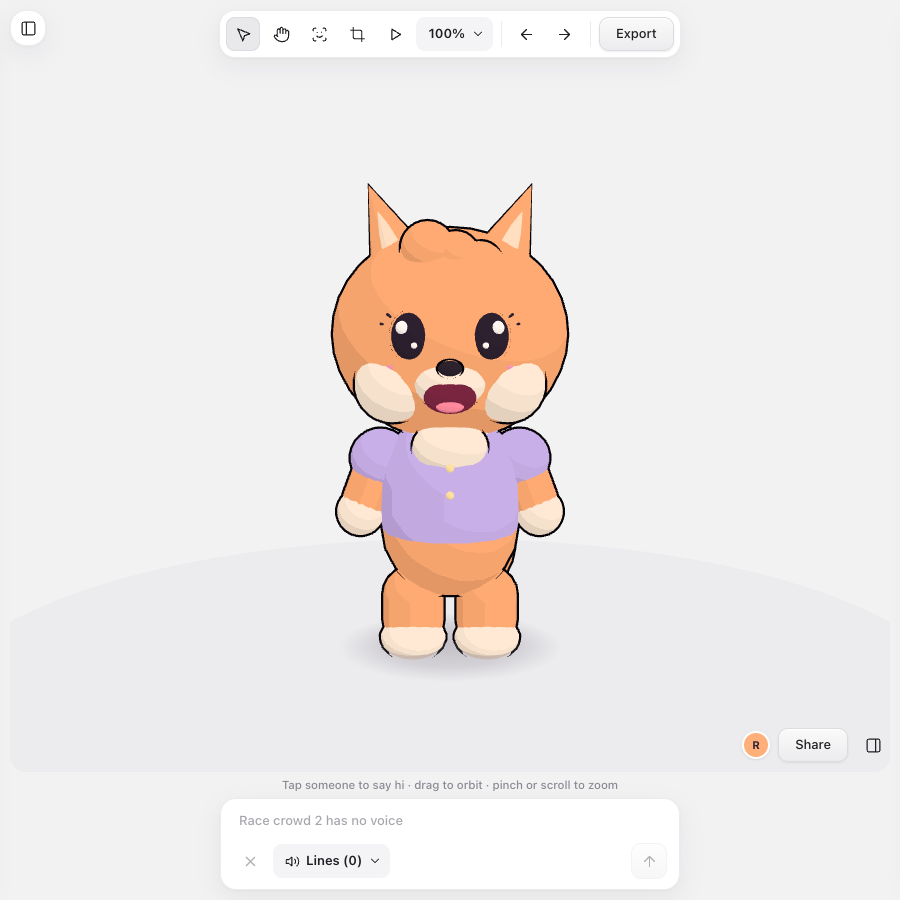 100%
Export
R
Share
Tap someone to say hi · drag to orbit · pinch or scroll to zoom
Race crowd 2 has no voice
Lines (0)